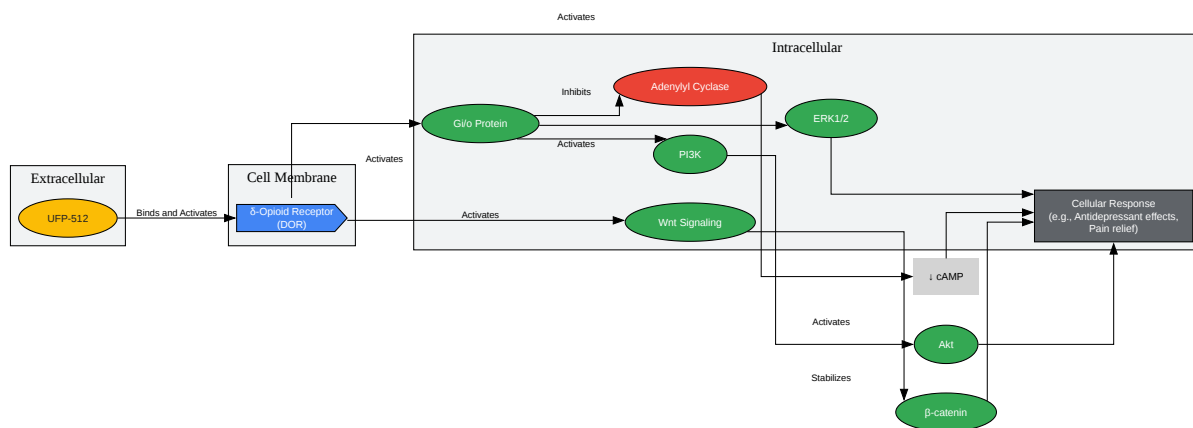 Activates
Intracellular
Adenylyl Cyclase
Inhibits
Gi/o Protein
ERK1/2
Activates
PI3K
Activates
Extracellular
Cell Membrane
UFP-512
Binds and Activates
δ-Opioid Receptor
(DOR)
Activates
Wnt Signaling
Cellular Response
(e.g., Antidepressant effects,
Pain relief)
↓ cAMP
Activates
Akt
Stabilizes
β-catenin